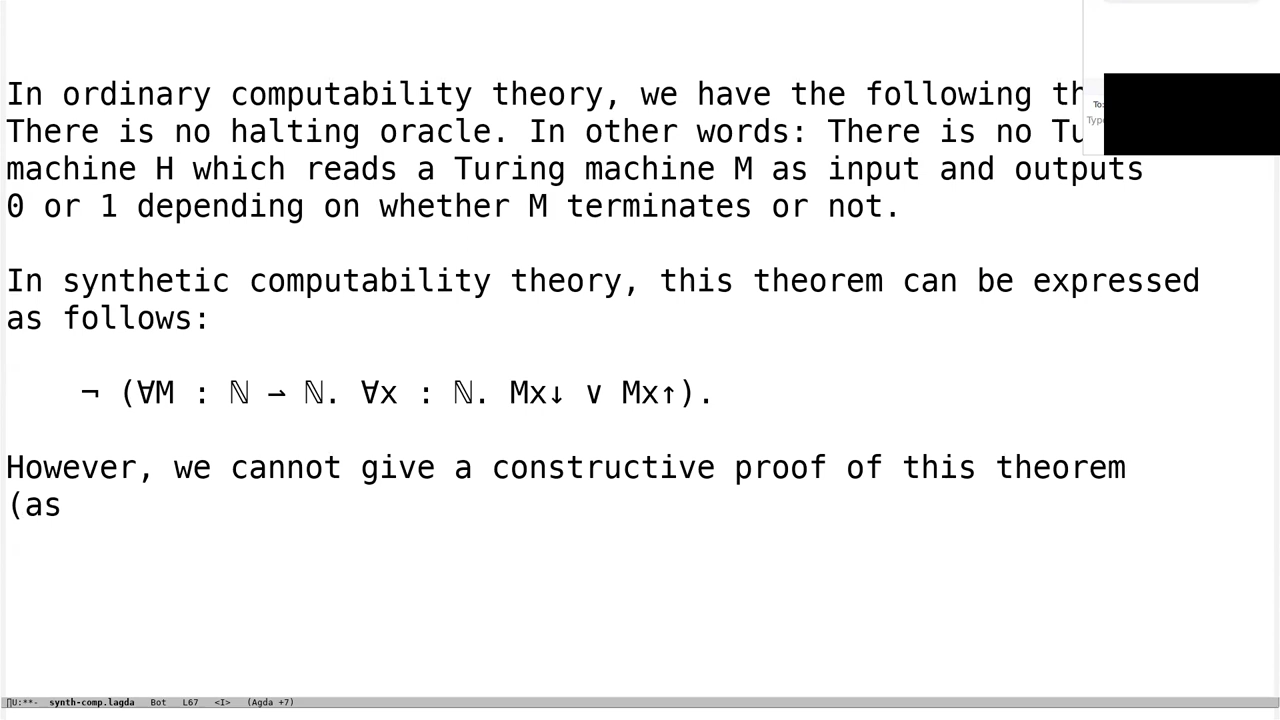 In ordinary computability theory, we have the following
There is no halting oracle. In other words: There is no
machine H which reads a Turing machine M as input and outputs
0 or 1 depending on whether M terminates or not.
In synthetic computability theory, this theorem can be expressed
as follows:
¬ (∀M : ℕ ⇀ ℕ. ∀x : ℕ. Mx↓ ∨ Mx↑).
However, we cannot give a constructive proof of this theorem
(as
U:**- synth-comp.lagda Bot L67 <I> (Agda +7)
To: